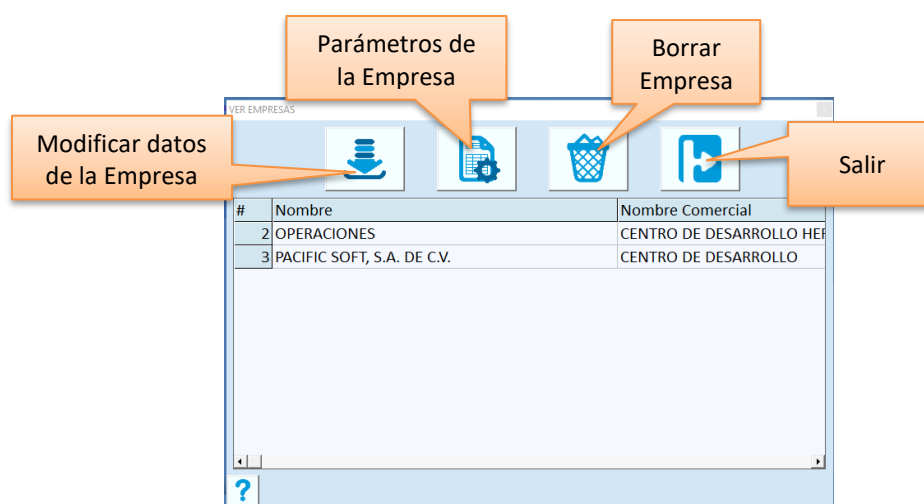 Parámetros de
la Empresa
Borrar
Empresa
VER EMPRESAS
Modificar datos
de la Empresa
Salir
# Nombre Nombre Comercial
2 OPERACIONES CENTRO DE DESARROLLO
3 PACIFIC SOFT, S.A. DE C.V. CENTRO DE DESARROLLO
?